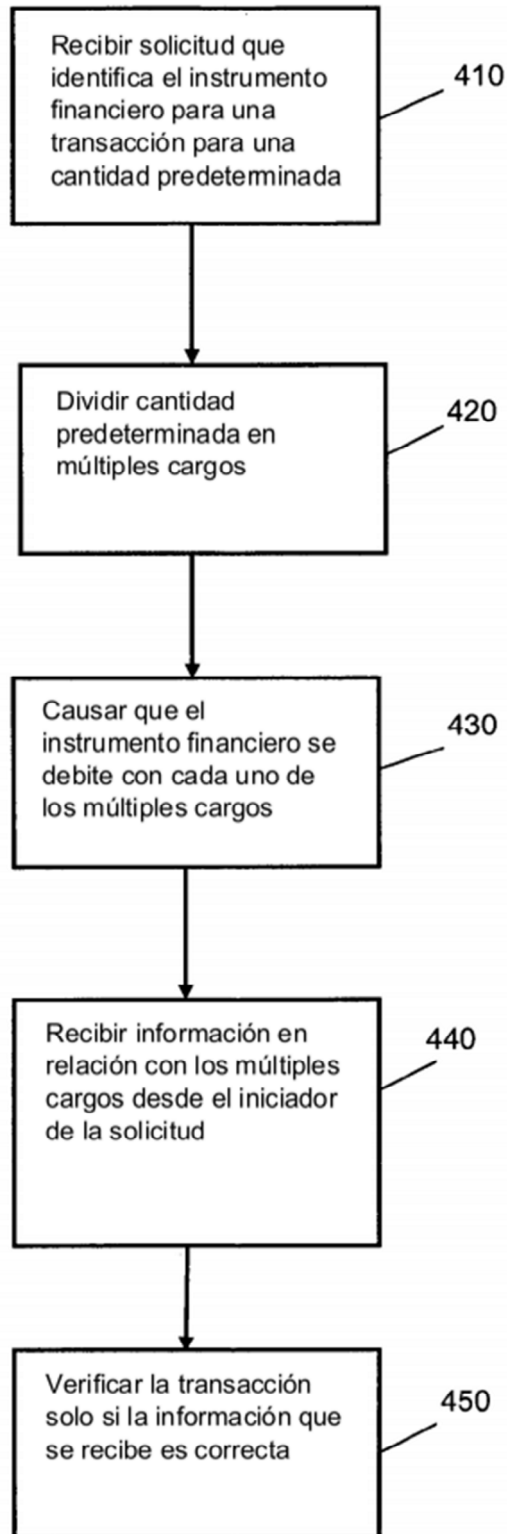 Recibir solicitud que
identifica el instrumento
financiero para una
transacción para una
cantidad predeterminada
410
Dividir cantidad
predeterminada en
múltiples cargos
420
Causar que el
instrumento financiero se
debite con cada uno de
los múltiples cargos
430
Recibir información en
relación con los múltiples
cargos desde el iniciador
de la solicitud
440
Verificar la transacción
solo si la información que
se recibe es correcta
450